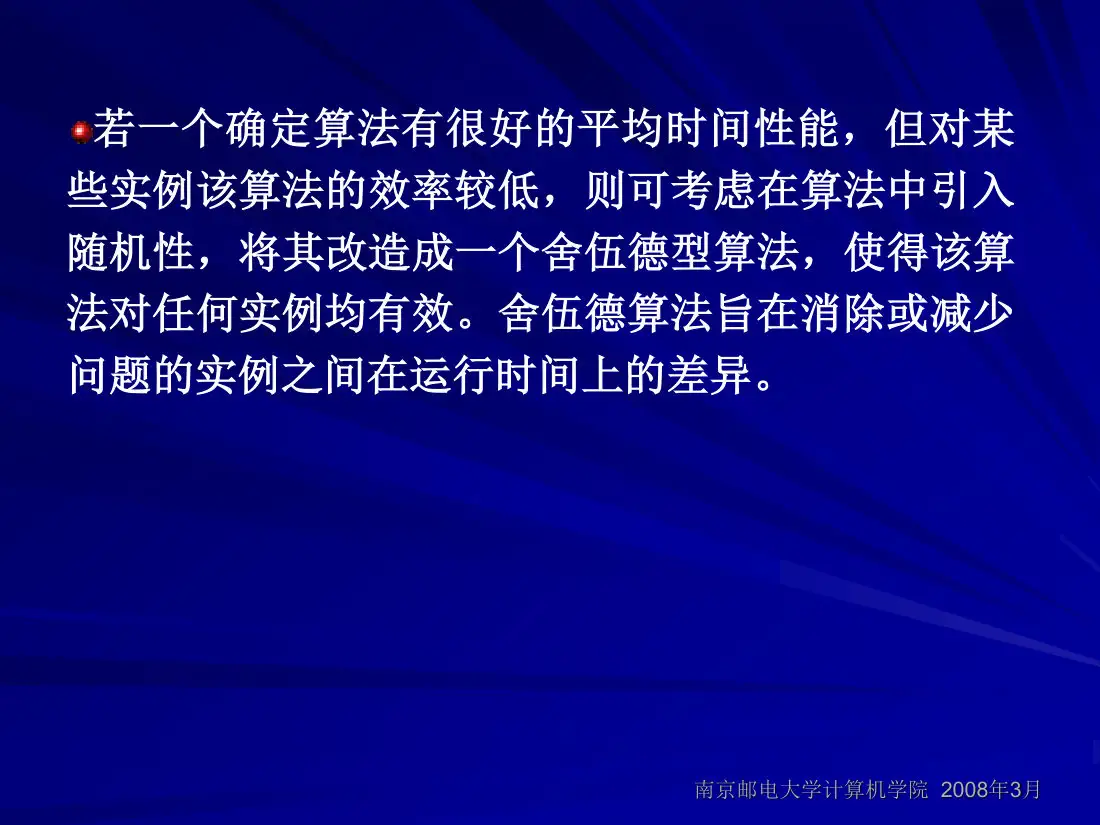 若一个确定算法有很好的平均时间性能，但对某
些实例该算法的效率较低，则可考虑在算法中引入
随机性，将其改造成一个舍伍德型算法，使得该算
法对任何实例均有效。舍伍德算法旨在消除或减少
问题的实例之间在运行时间上的差异。
南京邮电大学计算机学院 2008年3月